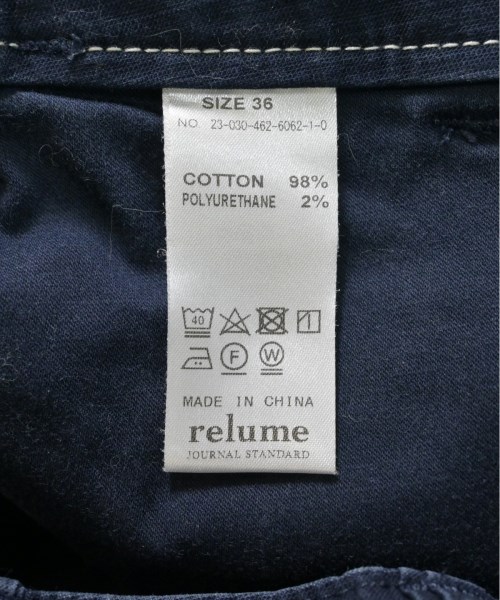 SIZE 36
NO. 23-030-462-6062-1-0
COTTON 98%
POLYURETHANE 2%
40
F W
MADE IN CHINA
relume
JOURNAL STANDARD